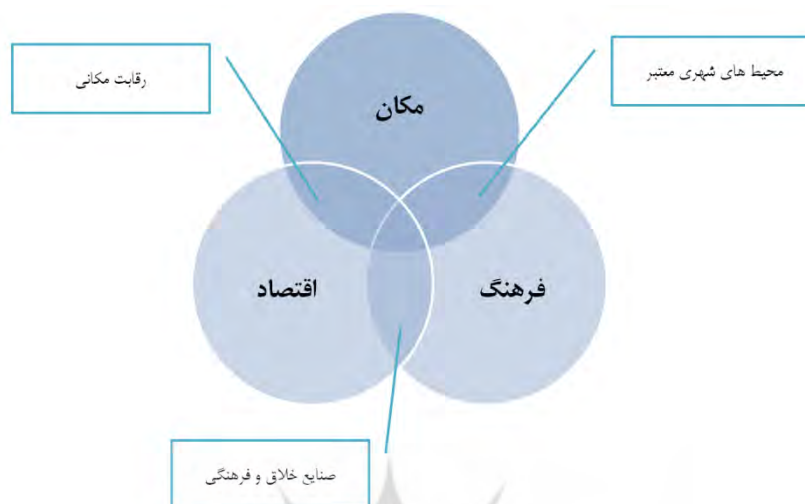 مکان
محیط های شهری معتبر
رقابت مکانی
فرهنگ
اقتصاد
صنایع خلاق و فرهنگی